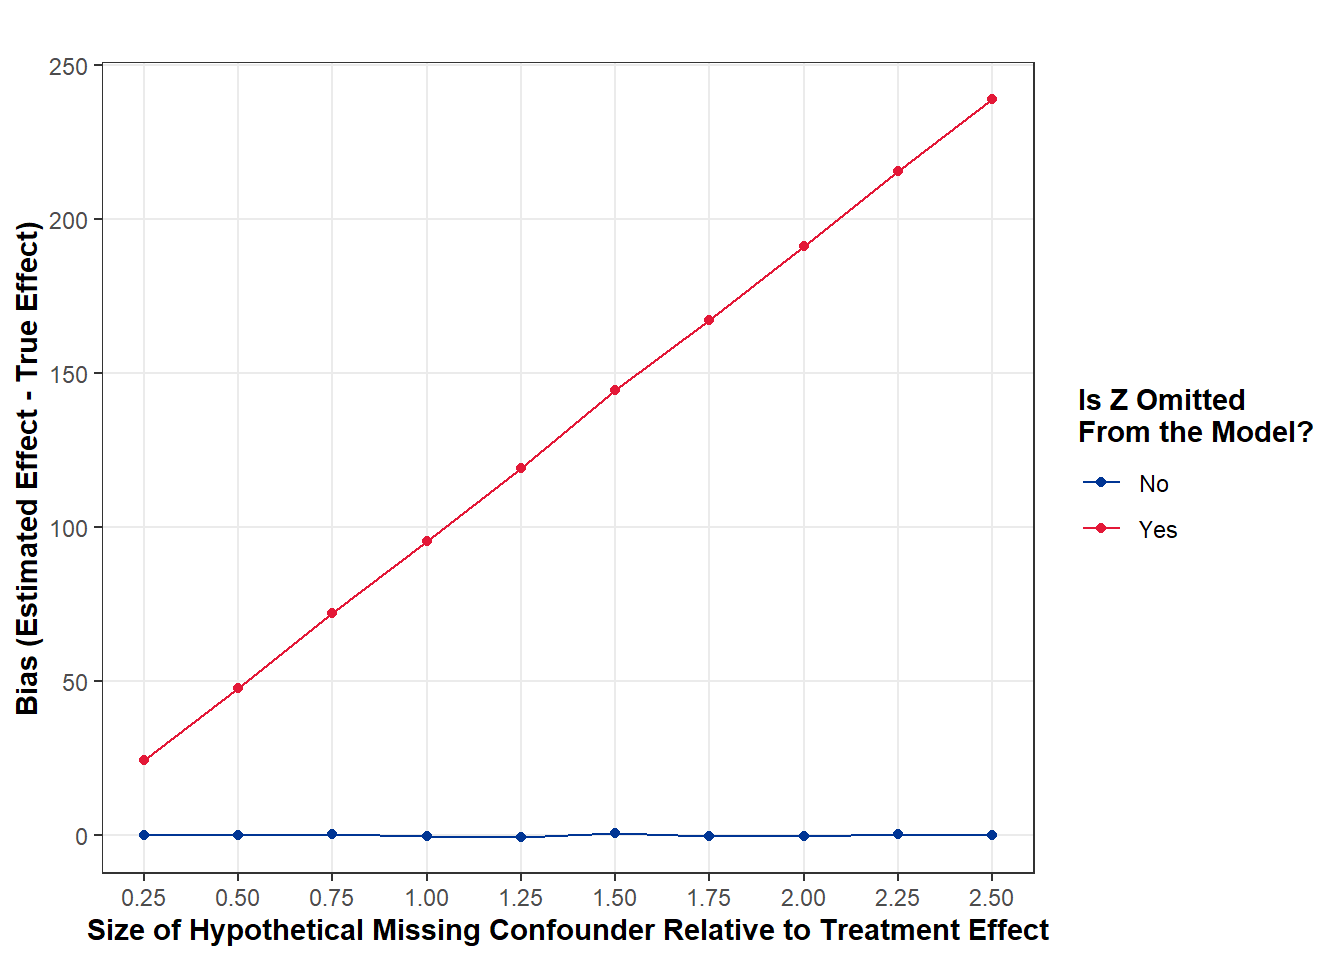 250
200
150
100
50
0
Bias (Estimated Effect - True Effect)
0.25 0.50 0.75 1.00 1.25 1.50 1.75 2.00 2.25 2.50
Size of Hypothetical Missing Confounder Relative to Treatment Effect
Is Z Omitted
From the Model?
No
Yes